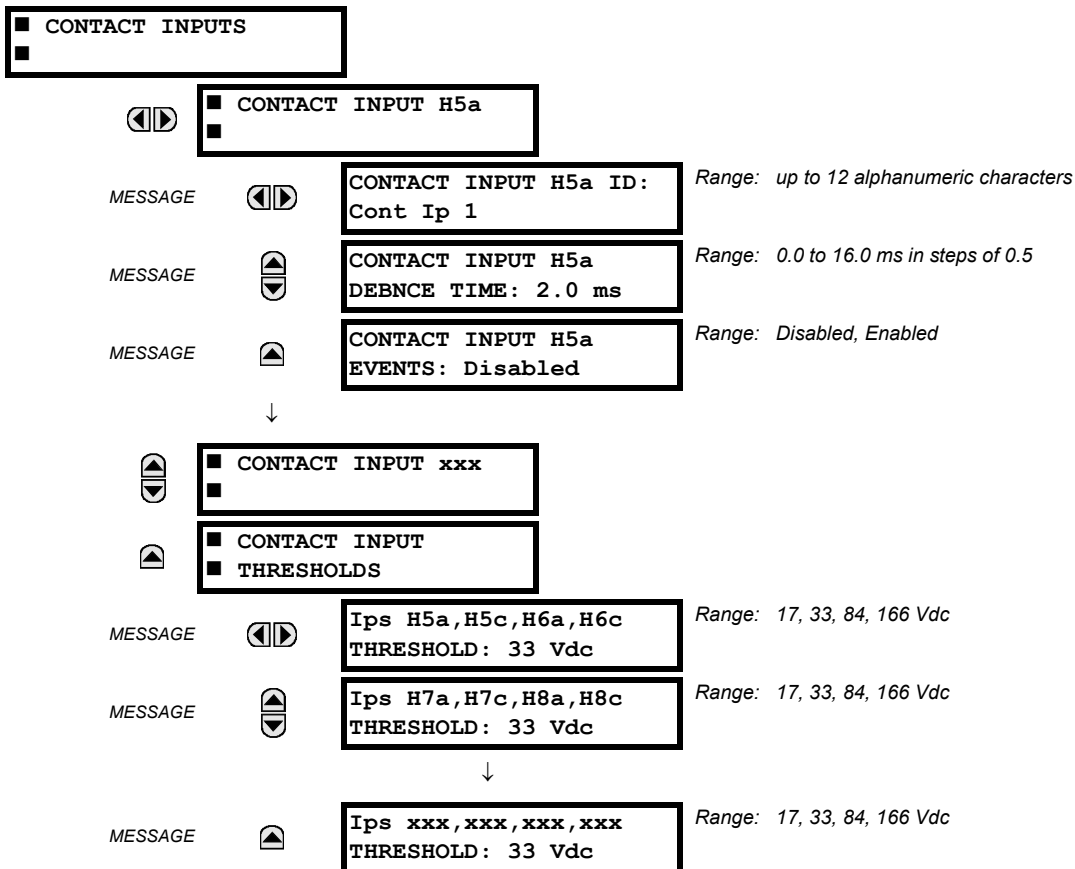 ■ CONTACT INPUTS
■
■ CONTACT INPUT H5a
■
MESSAGE
CONTACT INPUT H5a ID:
Cont Ip 1
Range: up to 12 alphanumeric characters
MESSAGE
CONTACT INPUT H5a
DEBNCE TIME: 2.0 ms
Range: 0.0 to 16.0 ms in steps of 0.5
MESSAGE
CONTACT INPUT H5a
EVENTS: Disabled
Range: Disabled, Enabled
↓
■ CONTACT INPUT xxx
■
■ CONTACT INPUT
■ THRESHOLDS
MESSAGE
Ips H5a,H5c,H6a,H6c
THRESHOLD: 33 Vdc
Range: 17, 33, 84, 166 Vdc
MESSAGE
Ips H7a,H7c,H8a,H8c
THRESHOLD: 33 Vdc
Range: 17, 33, 84, 166 Vdc
↓
MESSAGE
Ips xxx,xxx,xxx,xxx
THRESHOLD: 33 Vdc
Range: 17, 33, 84, 166 Vdc